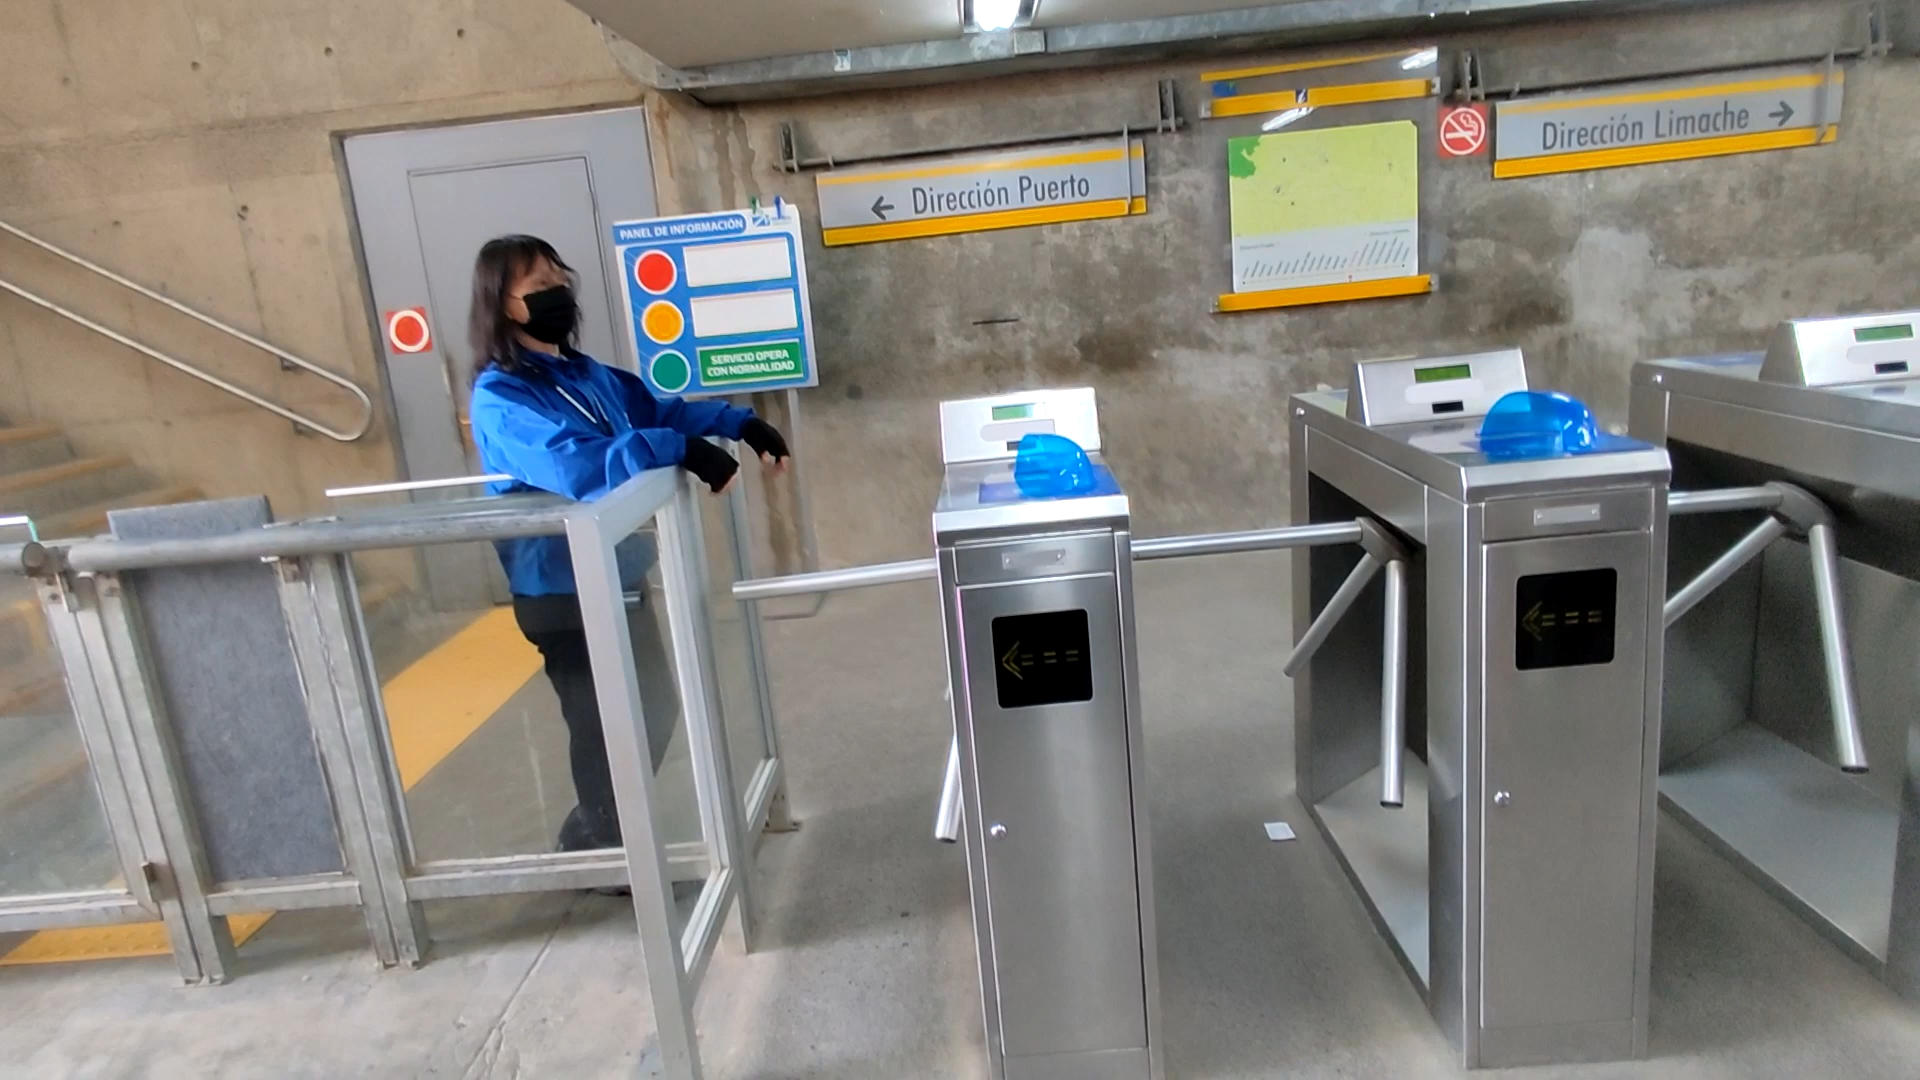 PANEL DE INFORMACIÓN
SERVICIO OPERA
CON NORMALIDAD
← Dirección Puerto
Dirección Limache →